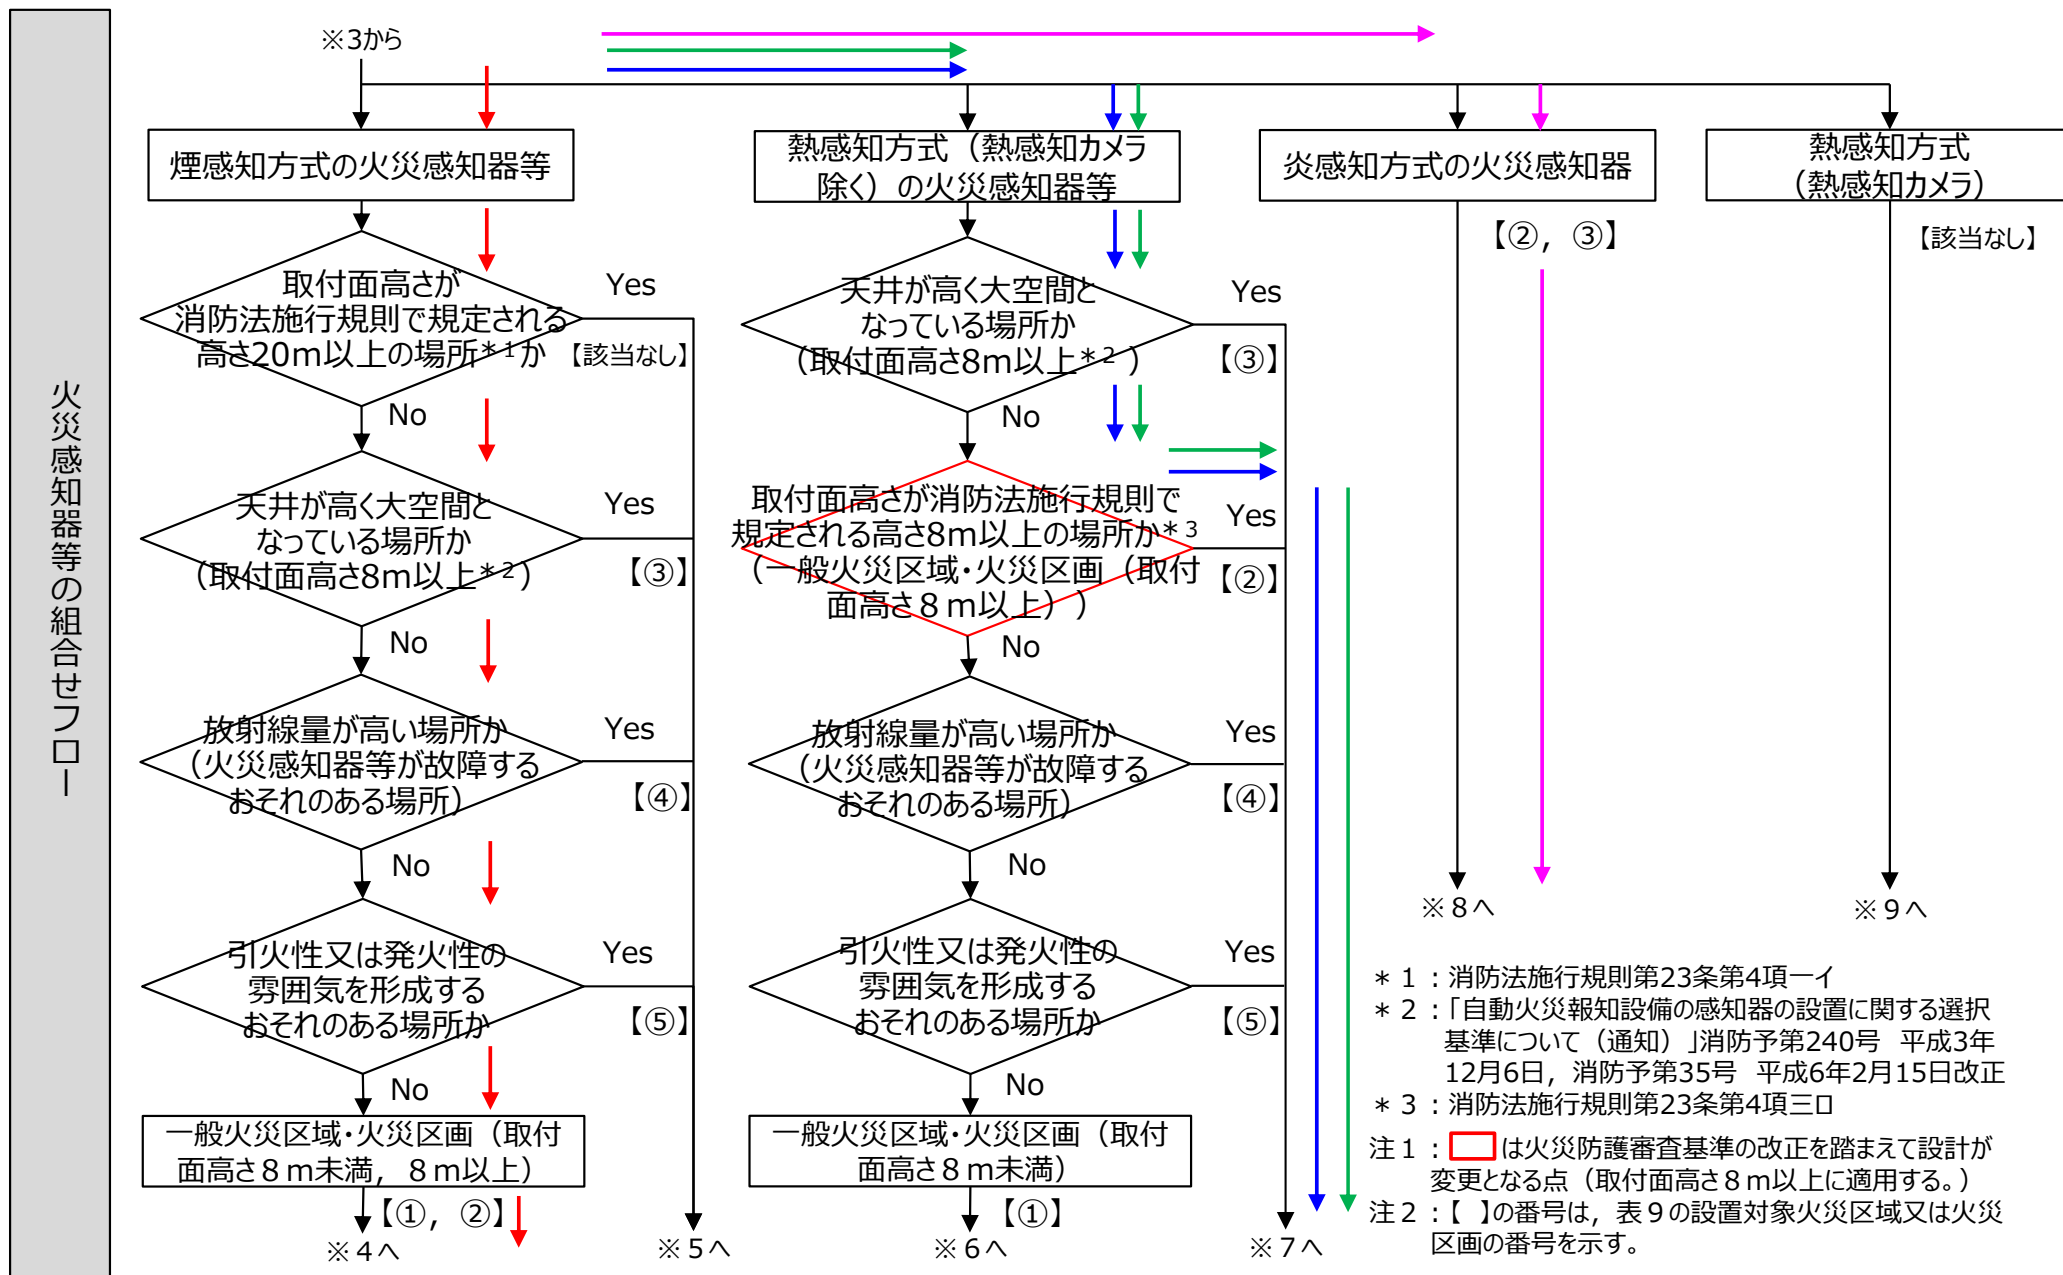 火災感知器等の組合せフロー
※3から
煙感知方式の火災感知器等
取付面高さが
消防法施行規則で規定される
高さ20m以上の場所*1か
Yes
【該当なし】
No
天井が高く大空間と
なっている場所か
（取付面高さ8m以上*2）
Yes
【③】
No
放射線量が高い場所か
（火災感知器等が故障する
おそれのある場所）
Yes
【④】
No
引火性又は発火性の
雰囲気を形成する
おそれのある場所か
Yes
【⑤】
No
一般火災区域・火災区画（取付
面高さ８ｍ未満，８ｍ以上）
【①，②】
※４へ
※５へ
熱感知方式（熱感知カメラ
除く）の火災感知器等
天井が高く大空間と
なっている場所か
（取付面高さ8m以上*2）
Yes
【③】
No
取付面高さが消防法施行規則で
規定される高さ8m以上の場所か*3
（一般火災区域・火災区画（取付
面高さ８ｍ以上））
Yes
【②】
No
放射線量が高い場所か
（火災感知器等が故障する
おそれのある場所）
Yes
【④】
No
引火性又は発火性の
雰囲気を形成する
おそれのある場所か
Yes
【⑤】
No
一般火災区域・火災区画（取付
面高さ８ｍ未満）
【①】
※６へ
※７へ
炎感知方式の火災感知器
【②，③】
※８へ
熱感知方式
（熱感知カメラ）
【該当なし】
※９へ
＊１：消防法施行規則第23条第4項一イ
＊２：「自動火災報知設備の感知器の設置に関する選択
基準について（通知）」消防予第240号 平成3年
12月6日，消防予第35号 平成6年2月15日改正
＊３：消防法施行規則第23条第4項三ロ
注１：は火災防護審査基準の改正を踏まえて設計が
変更となる点（取付面高さ８ｍ以上に適用する。）
注２：【 】の番号は，表９の設置対象火災区域又は火災
区画の番号を示す。